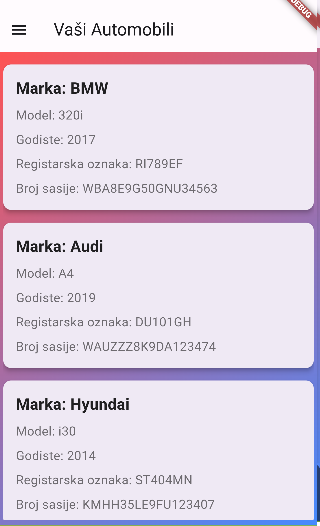 DEBUG
Vaši Automobili
Marka: BMW
Model: 320i
Godiste: 2017
Registarska oznaka: RI789EF
Broj sasije: WBA8E9G50GNU34563
Marka: Audi
Model: A4
Godiste: 2019
Registarska oznaka: DU101GH
Broj sasije: WAUZZZ8K9DA123474
Marka: Hyundai
Model: i30
Godiste: 2014
Registarska oznaka: ST404MN
Broj sasije: KMHH35LE9FU123407